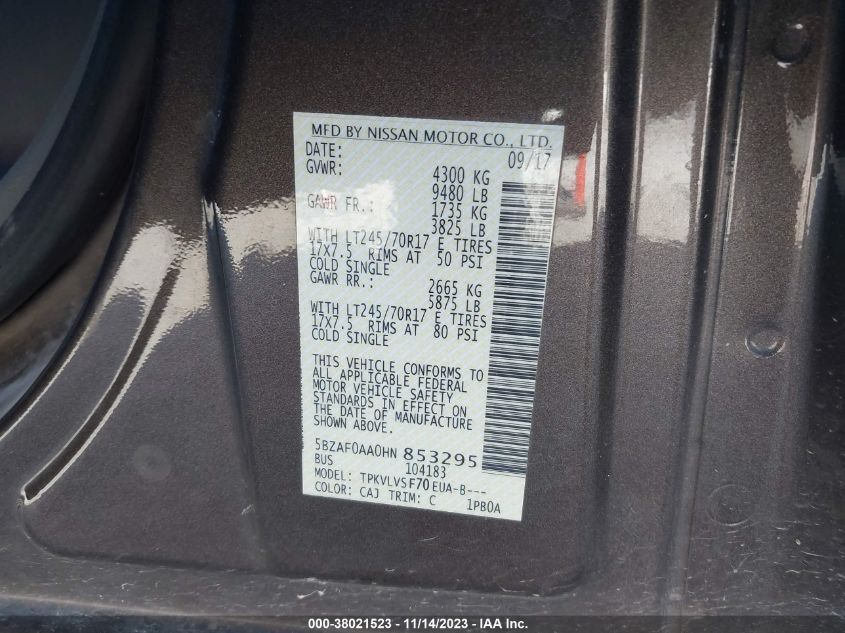 MFD BY NISSAN MOTOR CO., LTD.
DATE: 09/17
GVWR: 4300 KG
9480 LB
GAWR FR.: 1735 KG
3825 LB
WITH LT245/70R17 E TIRES
17X7.5 RIMS AT 50 PSI
COLD SINGLE
GAWR RR.: 2665 KG
5875 LB
WITH LT245/70R17 E TIRES
17X7.5 RIMS AT 80 PSI
COLD SINGLE
THIS VEHICLE CONFORMS TO
ALL APPLICABLE FEDERAL
MOTOR VEHICLE SAFETY
STANDARDS IN EFFECT ON
THE DATE OF MANUFACTURE
SHOWN ABOVE.
5BZAF0AA0HN 853295
BUS 104183
MODEL: TPKVLVS F70 EUA-B---
COLOR: CAJ TRIM: C 1PB0A
000-38021523 - 11/14/2023 - IAAI.com